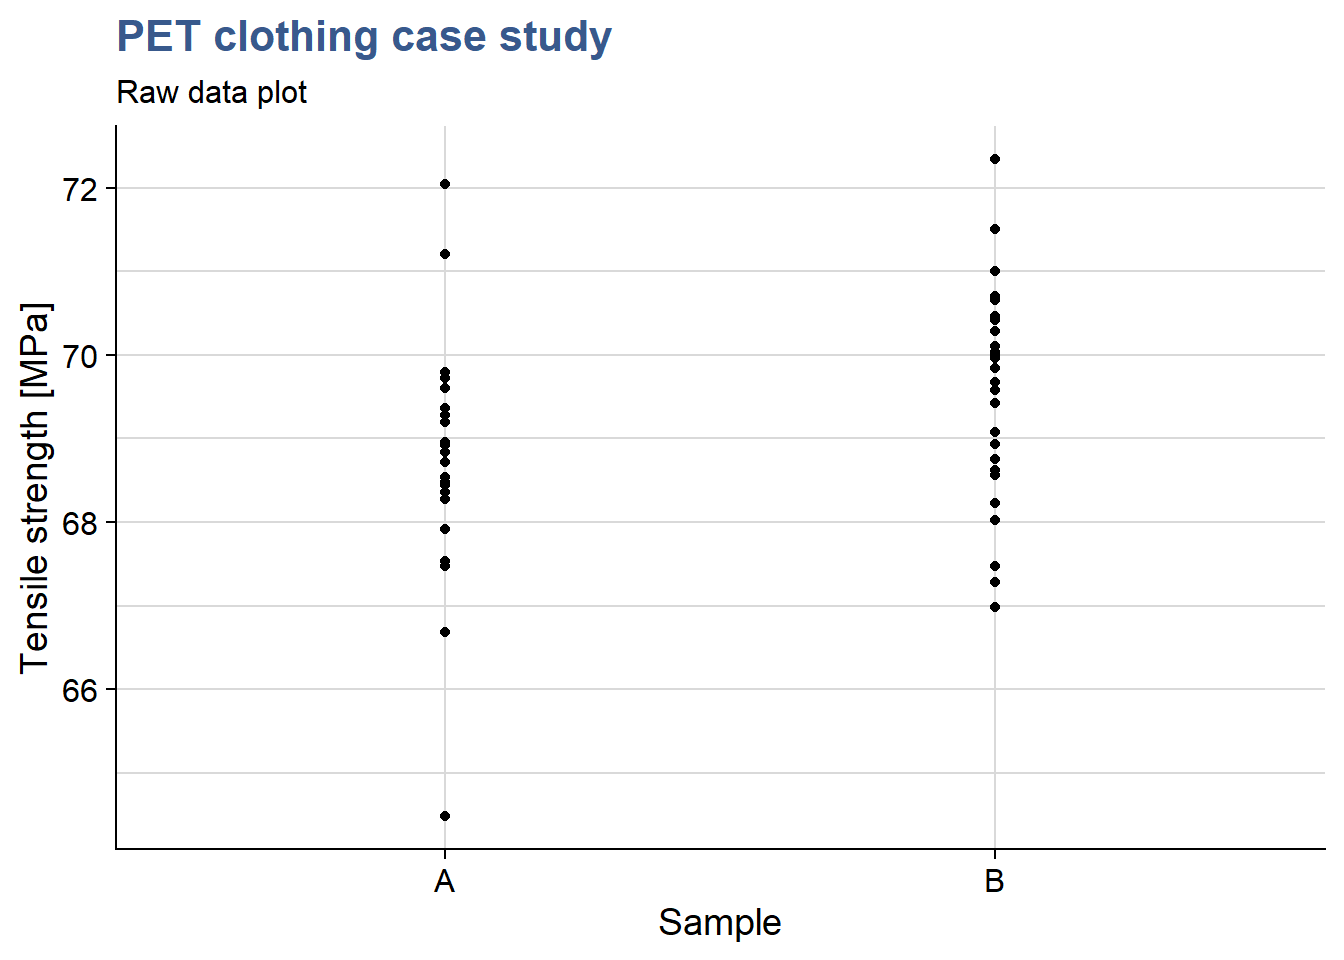 PET clothing case study
Raw data plot
Tensile strength [MPa]
72
70
68
66
A B
Sample